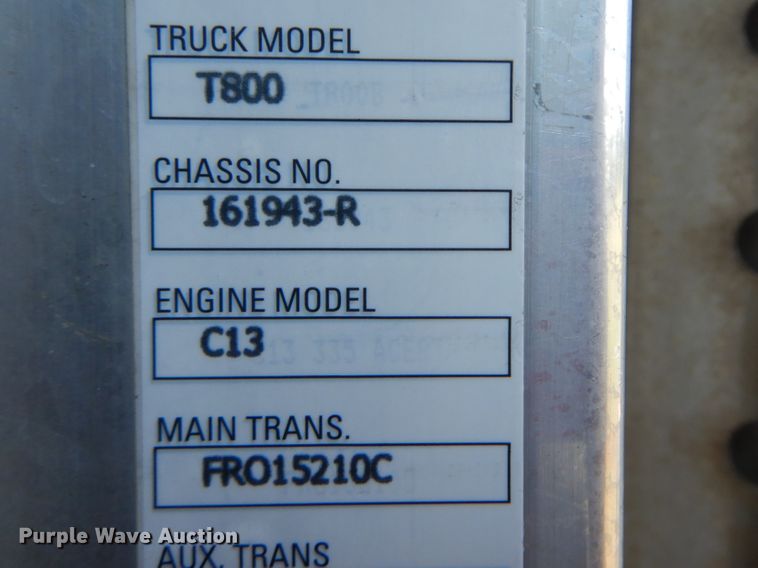 TRUCK MODEL
T800
CHASSIS NO.
161943-R
ENGINE MODEL
C13
MAIN TRANS.
FRO15210C
AUX. TRANS
Purple Wave Auction